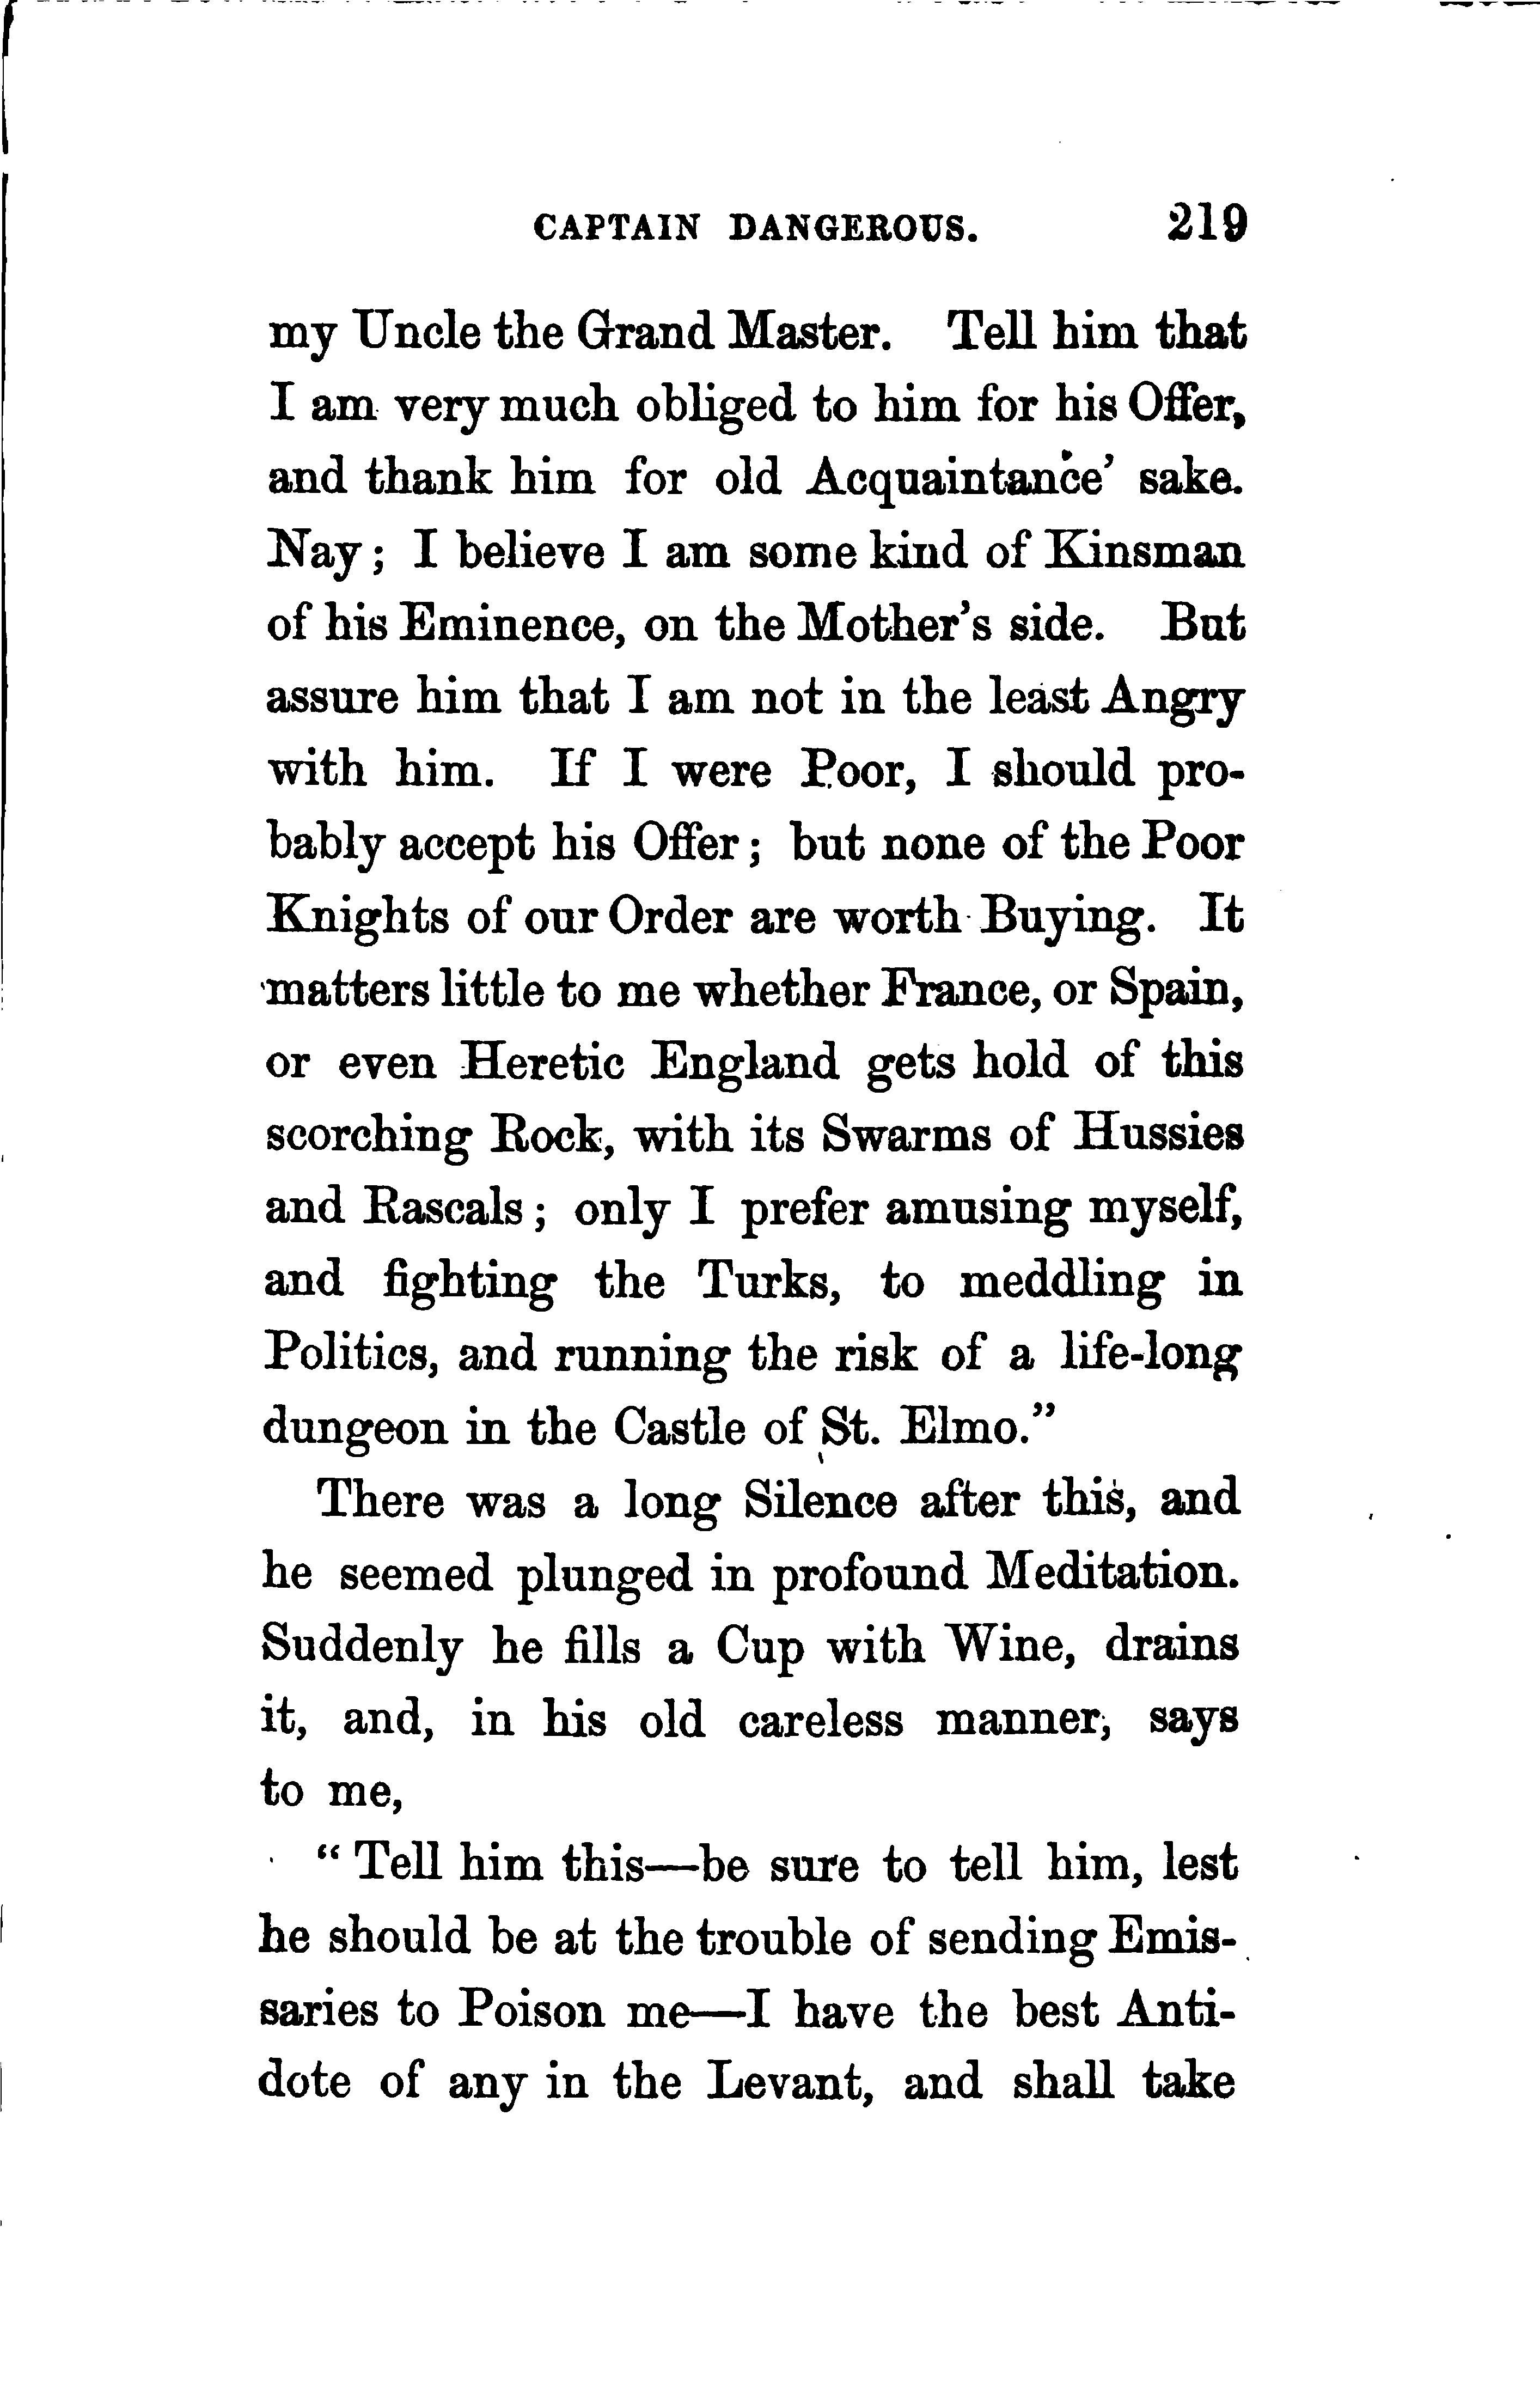 CAPTAIN DANGEROUS. 219
my Uncle the Grand Master. Tell him that
I am very much obliged to him for his Offer,
and thank him for old Acquaintance' sake.
Nay; I believe I am some kind of Kinsman
of his Eminence, on the Mother's side. But
assure him that I am not in the least Angry
with him. If I were Poor, I should pro-
bably accept his Offer; but none of the Poor
Knights of our Order are worth Buying. It
matters little to me whether France, or Spain,
or even Heretic England gets hold of this
scorching Rock, with its Swarms of Hussies
and Rascals; only I prefer amusing myself,
and fighting the Turks, to meddling in
Politics, and running the risk of a life-long
dungeon in the Castle of St. Elmo."
There was a long Silence after this, and
he seemed plunged in profound Meditation.
Suddenly he fills a Cup with Wine, drains
it, and, in his old careless manner, says
to me,
"Tell him this—be sure to tell him, lest
he should be at the trouble of sending Emis-
saries to Poison me—I have the best Anti-
dote of any in the Levant, and shall take